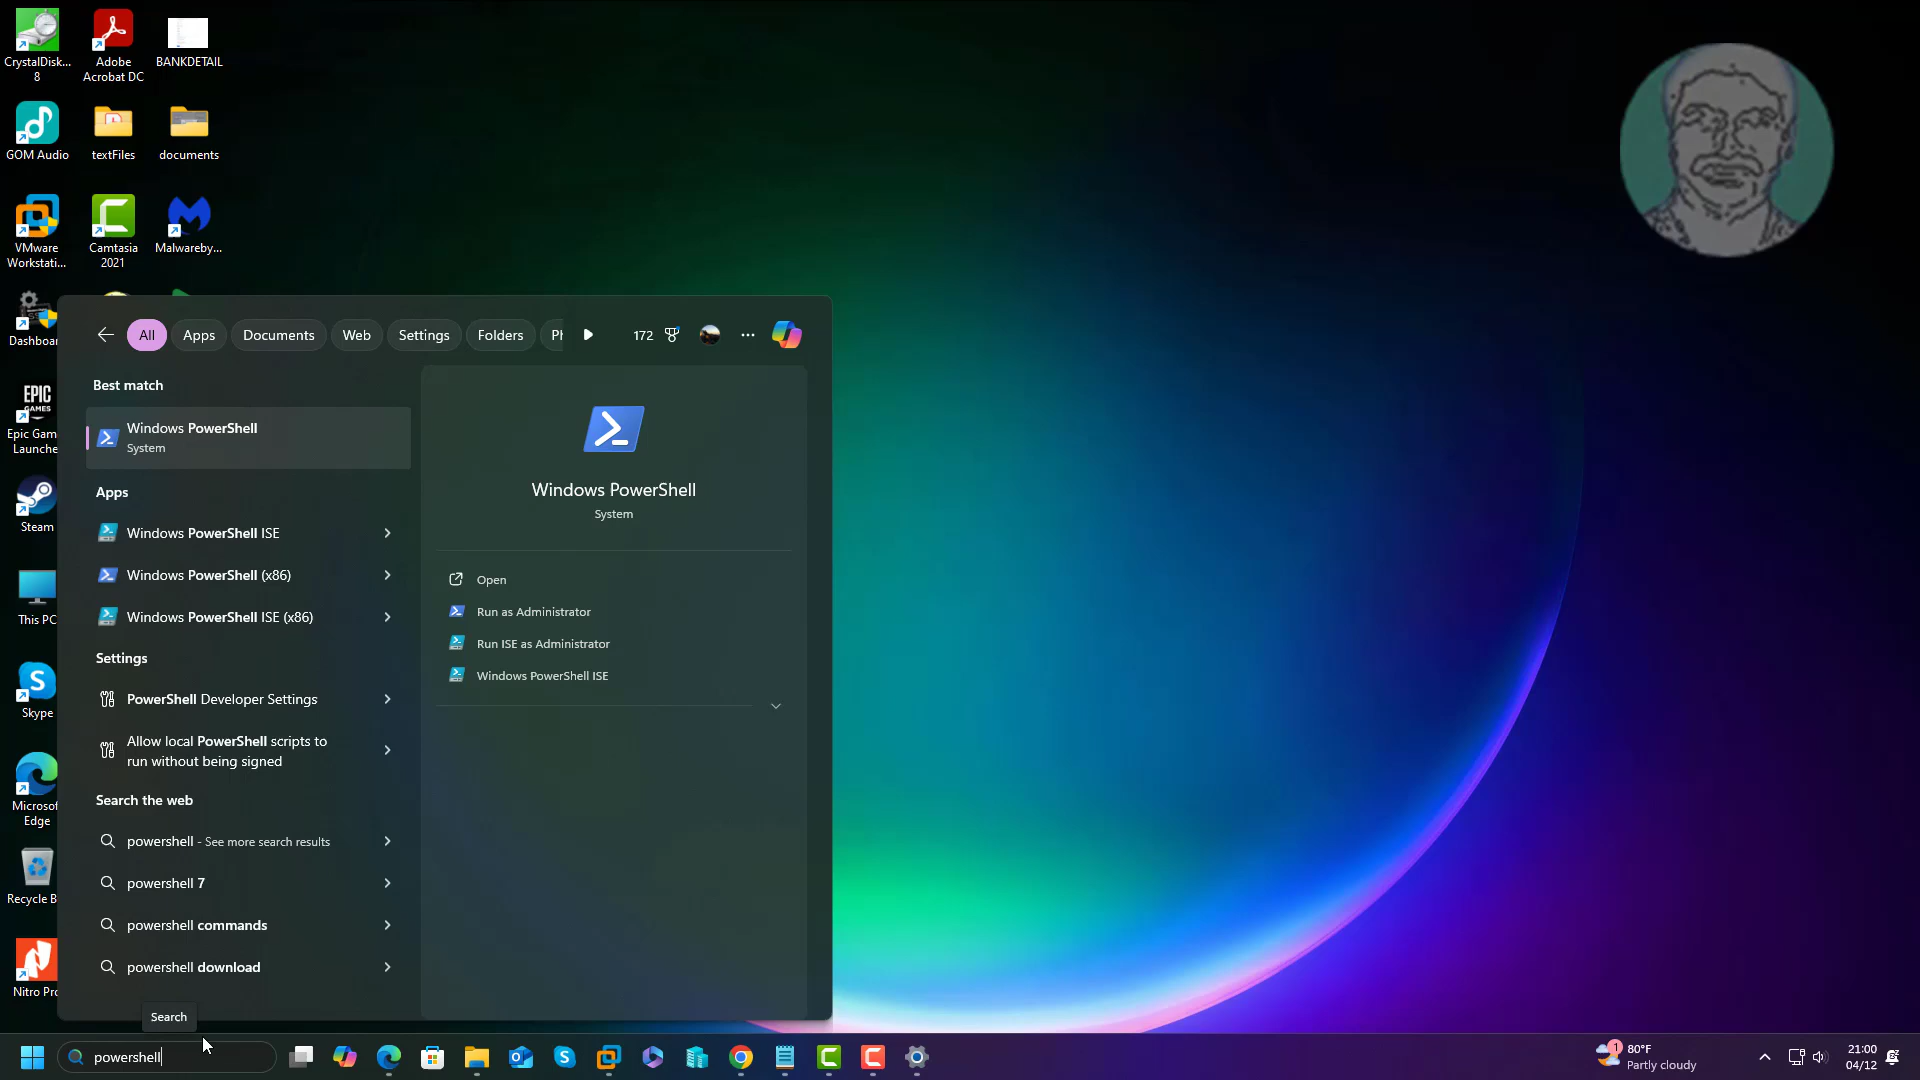 CrystalDisk...
8
Adobe
Acrobat DC
BANKDETAIL
GOM Audio
textFiles
documents
VMware
Workstati...
Camtasia
2021
Malwareby...
Dashboar
EPIC
GAMES
Epic Gam
Launche
Steam
This PC
Skype
Microsof
Edge
Recycle B
Nitro Pro
All
Apps
Documents
Web
Settings
Folders
Ph
172
Best match
Windows PowerShell
System
Apps
Windows PowerShell ISE
Windows PowerShell (x86)
Windows PowerShell ISE (x86)
Settings
PowerShell Developer Settings
Allow local PowerShell scripts to
run without being signed
Search the web
powershell - See more search results
powershell 7
powershell commands
powershell download
Windows PowerShell
System
Open
Run as Administrator
Run ISE as Administrator
Windows PowerShell ISE
Search
powershell
1
80°F
Partly cloudy
21:00
04/12